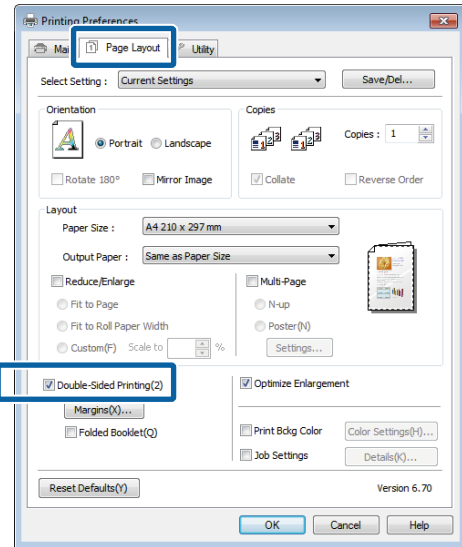 Printing Preferences
Page Layout Utility
Select Setting : Current Settings Save/Del...
Orientation Copies
Portrait Landscape Copies : 1
Rotate 180° Mirror Image Collate Reverse Order
Layout
Paper Size : A4 210 x 297 mm
Output Paper : Same as Paper Size
Reduce/Enlarge Multi-Page
Fit to Page N-up
Fit to Roll Paper Width Poster(N)
Custom(F) Scale to % Settings...
Double-Sided Printing(2) Optimize Enlargement
Margins(X)...
Folded Booklet(Q) Print Bckg Color Color Settings(H)...
Job Settings Details(K)...
Reset Defaults(Y) Version 6.70
OK Cancel Help